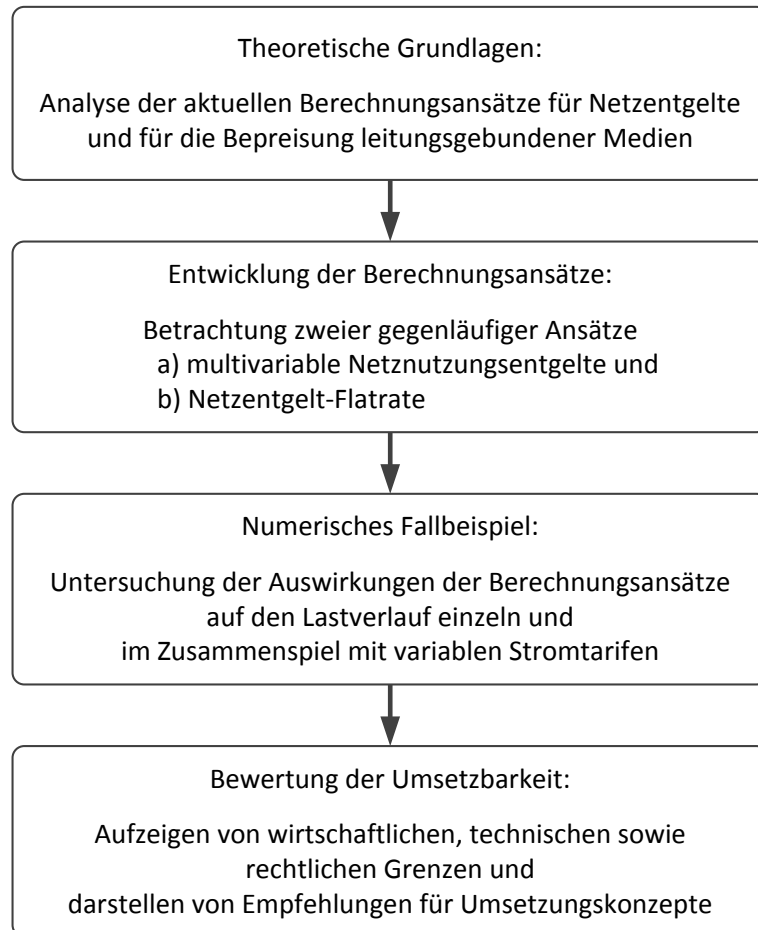 Theoretische Grundlagen:
Analyse der aktuellen Berechnungsansätze für Netzentgelte
und für die Bepreisung leitungsgebundener Medien
Entwicklung der Berechnungsansätze:
Betrachtung zweier gegenläufiger Ansätze
a) multivariable Netznutzungsentgelte und
b) Netzentgelt-Flatrate
Numerisches Fallbeispiel:
Untersuchung der Auswirkungen der Berechnungsansätze
auf den Lastverlauf einzeln und
im Zusammenspiel mit variablen Stromtarifen
Bewertung der Umsetzbarkeit:
Aufzeigen von wirtschaftlichen, technischen sowie
rechtlichen Grenzen und
darstellen von Empfehlungen für Umsetzungskonzepte